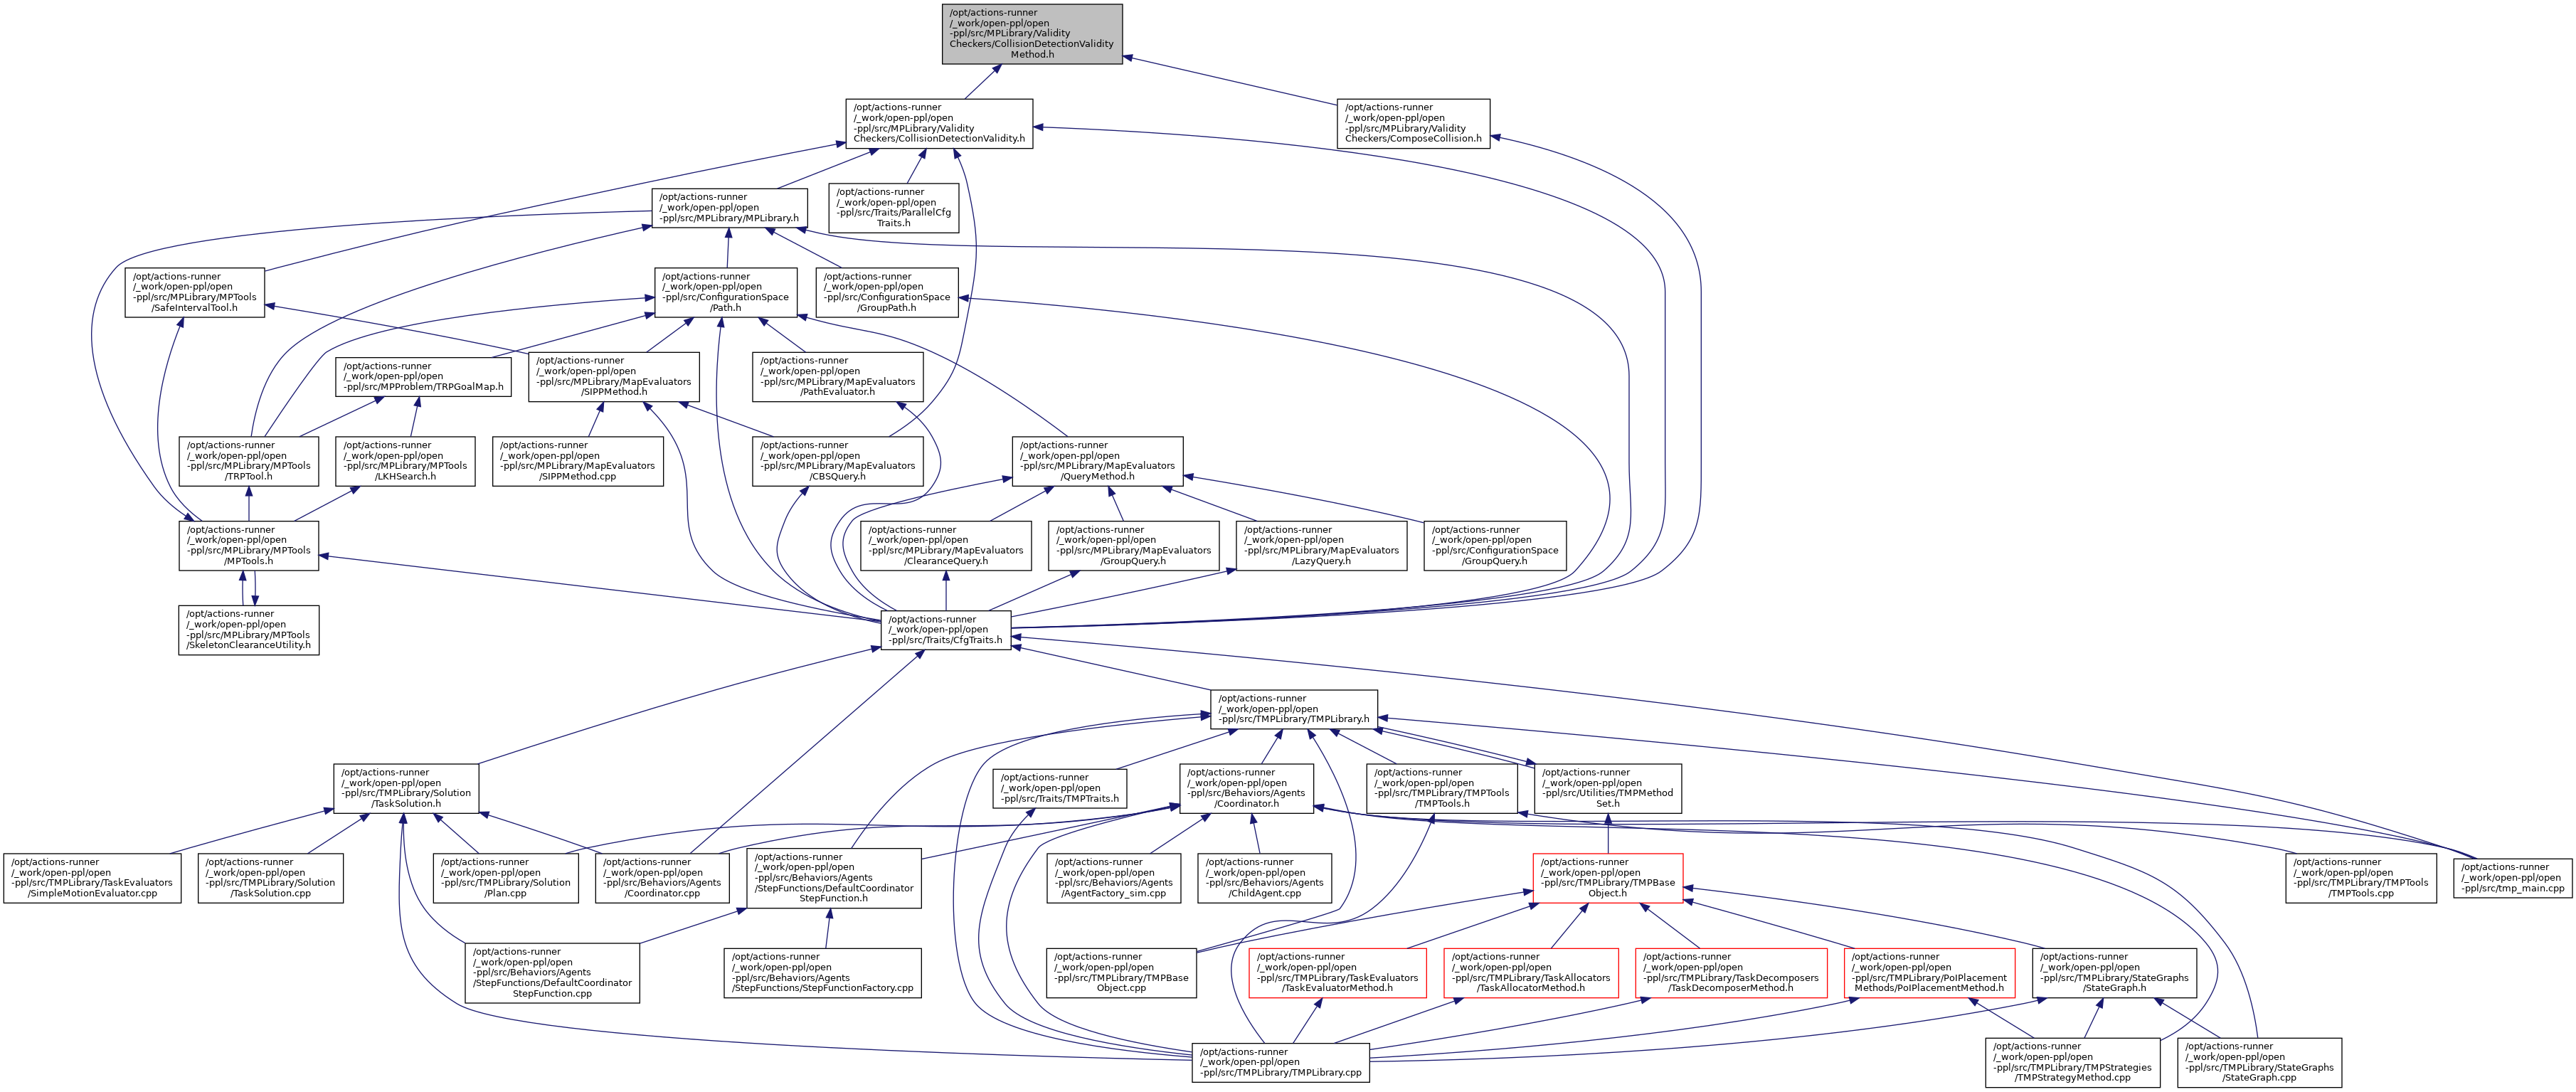 /opt/actions-runner
/_work/open-ppl/open
-ppl/src/MPLibrary/Validity
Checkers/CollisionDetectionValidity
Method.h
/opt/actions-runner
/_work/open-ppl/open
-ppl/src/MPLibrary/Validity
Checkers/CollisionDetectionValidity.h
/opt/actions-runner
/_work/open-ppl/open
-ppl/src/MPLibrary/Validity
Checkers/ComposeCollision.h
/opt/actions-runner
/_work/open-ppl/open
-ppl/src/MPLibrary/MPLibrary.h
/opt/actions-runner
/_work/open-ppl/open
-ppl/src/Traits/ParallelCfg
Traits.h
/opt/actions-runner
/_work/open-ppl/open
-ppl/src/MPLibrary/MPTools
/SafeIntervalTool.h
/opt/actions-runner
/_work/open-ppl/open
-ppl/src/ConfigurationSpace
/Path.h
/opt/actions-runner
/_work/open-ppl/open
-ppl/src/ConfigurationSpace
/GroupPath.h
/opt/actions-runner
/_work/open-ppl/open
-ppl/src/MPProblem/TRPGoalMap.h
/opt/actions-runner
/_work/open-ppl/open
-ppl/src/MPLibrary/MapEvaluators
/SIPPMethod.h
/opt/actions-runner
/_work/open-ppl/open
-ppl/src/MPLibrary/MapEvaluators
/PathEvaluator.h
/opt/actions-runner
/_work/open-ppl/open
-ppl/src/MPLibrary/MPTools
/TRPTool.h
/opt/actions-runner
/_work/open-ppl/open
-ppl/src/MPLibrary/MPTools
/LKHSearch.h
/opt/actions-runner
/_work/open-ppl/open
-ppl/src/MPLibrary/MapEvaluators
/SIPPMethod.cpp
/opt/actions-runner
/_work/open-ppl/open
-ppl/src/MPLibrary/MapEvaluators
/CBSQuery.h
/opt/actions-runner
/_work/open-ppl/open
-ppl/src/MPLibrary/MapEvaluators
/QueryMethod.h
/opt/actions-runner
/_work/open-ppl/open
-ppl/src/MPLibrary/MPTools
/MPTools.h
/opt/actions-runner
/_work/open-ppl/open
-ppl/src/MPLibrary/MapEvaluators
/ClearanceQuery.h
/opt/actions-runner
/_work/open-ppl/open
-ppl/src/MPLibrary/MapEvaluators
/GroupQuery.h
/opt/actions-runner
/_work/open-ppl/open
-ppl/src/MPLibrary/MapEvaluators
/LazyQuery.h
/opt/actions-runner
/_work/open-ppl/open
-ppl/src/ConfigurationSpace
/GroupQuery.h
/opt/actions-runner
/_work/open-ppl/open
-ppl/src/MPLibrary/MPTools
/SkeletonClearanceUtility.h
/opt/actions-runner
/_work/open-ppl/open
-ppl/src/Traits/CfgTraits.h
/opt/actions-runner
/_work/open-ppl/open
-ppl/src/TMPLibrary/TMPLibrary.h
/opt/actions-runner
/_work/open-ppl/open
-ppl/src/TMPLibrary/Solution
/TaskSolution.h
/opt/actions-runner
/_work/open-ppl/open
-ppl/src/Traits/TMPTraits.h
/opt/actions-runner
/_work/open-ppl/open
-ppl/src/Behaviors/Agents
/Coordinator.h
/opt/actions-runner
/_work/open-ppl/open
-ppl/src/TMPLibrary/TMPTools
/TMPTools.h
/opt/actions-runner
/_work/open-ppl/open
-ppl/src/Utilities/TMPMethod
Set.h
/opt/actions-runner
/_work/open-ppl/open
-ppl/src/TMPLibrary/TaskEvaluators
/SimpleMotionEvaluator.cpp
/opt/actions-runner
/_work/open-ppl/open
-ppl/src/TMPLibrary/Solution
/TaskSolution.cpp
/opt/actions-runner
/_work/open-ppl/open
-ppl/src/TMPLibrary/Solution
/Plan.cpp
/opt/actions-runner
/_work/open-ppl/open
-ppl/src/Behaviors/Agents
/Coordinator.cpp
/opt/actions-runner
/_work/open-ppl/open
-ppl/src/Behaviors/Agents
/StepFunctions/DefaultCoordinator
StepFunction.h
/opt/actions-runner
/_work/open-ppl/open
-ppl/src/Behaviors/Agents
/AgentFactory_sim.cpp
/opt/actions-runner
/_work/open-ppl/open
-ppl/src/Behaviors/Agents
/ChildAgent.cpp
/opt/actions-runner
/_work/open-ppl/open
-ppl/src/TMPLibrary/TMPBase
Object.h
/opt/actions-runner
/_work/open-ppl/open
-ppl/src/TMPLibrary/TMPTools
/TMPTools.cpp
/opt/actions-runner
/_work/open-ppl/open
-ppl/src/tmp_main.cpp
/opt/actions-runner
/_work/open-ppl/open
-ppl/src/Behaviors/Agents
/StepFunctions/DefaultCoordinator
StepFunction.cpp
/opt/actions-runner
/_work/open-ppl/open
-ppl/src/Behaviors/Agents
/StepFunctions/StepFunctionFactory.cpp
/opt/actions-runner
/_work/open-ppl/open
-ppl/src/TMPLibrary/TMPBase
Object.cpp
/opt/actions-runner
/_work/open-ppl/open
-ppl/src/TMPLibrary/TaskEvaluators
/TaskEvaluatorMethod.h
/opt/actions-runner
/_work/open-ppl/open
-ppl/src/TMPLibrary/TaskAllocators
/TaskAllocatorMethod.h
/opt/actions-runner
/_work/open-ppl/open
-ppl/src/TMPLibrary/TaskDecomposers
/TaskDecomposerMethod.h
/opt/actions-runner
/_work/open-ppl/open
-ppl/src/TMPLibrary/PoIPlacement
Methods/PoIPlacementMethod.h
/opt/actions-runner
/_work/open-ppl/open
-ppl/src/TMPLibrary/StateGraphs
/StateGraph.h
/opt/actions-runner
/_work/open-ppl/open
-ppl/src/TMPLibrary/TMPLibrary.cpp
/opt/actions-runner
/_work/open-ppl/open
-ppl/src/TMPLibrary/TMPStrategies
/TMPStrategyMethod.cpp
/opt/actions-runner
/_work/open-ppl/open
-ppl/src/TMPLibrary/StateGraphs
/StateGraph.cpp